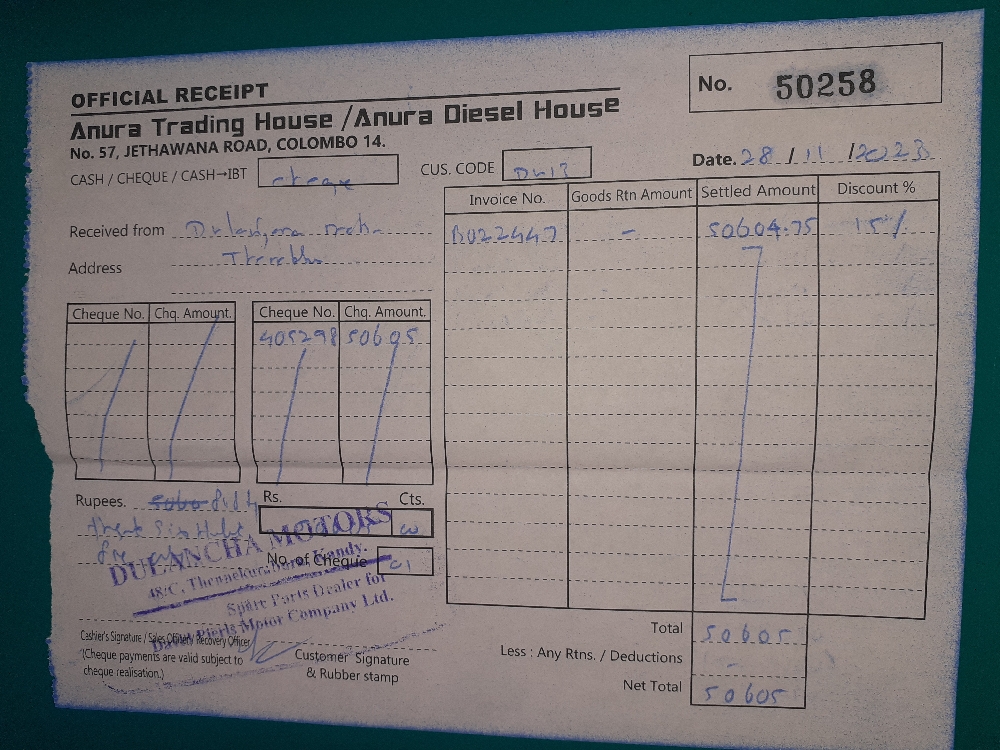 OFFICIAL RECEIPT
No. 50258
Anura Trading House / Anura Diesel House
No. 57, JETHAWANA ROAD, COLOMBO 14.
Date. 28 / 11 / 2023
CASH / CHEQUE / CASH→IBT cheque
CUS. CODE
Invoice No. Goods Rtn Amount Settled Amount Discount %
B022447 - 50604.75 15%
Received from
Address
Cheque No. Chq. Amount. Cheque No. Chq. Amount.
405298 50605
Rupees. Rs. Cts.
DULANCHA MOTORS
No. of Cheque 01
48/C, Kandy.
Spare Parts Dealer for
Motor Company Ltd.
Cashier's Signature / Sales Officer / Recovery Officer
(Cheque payments are valid subject to
cheque realisation.)
Customer Signature
& Rubber stamp
Total 50605
Less : Any Rtns. / Deductions -
Net Total 50605